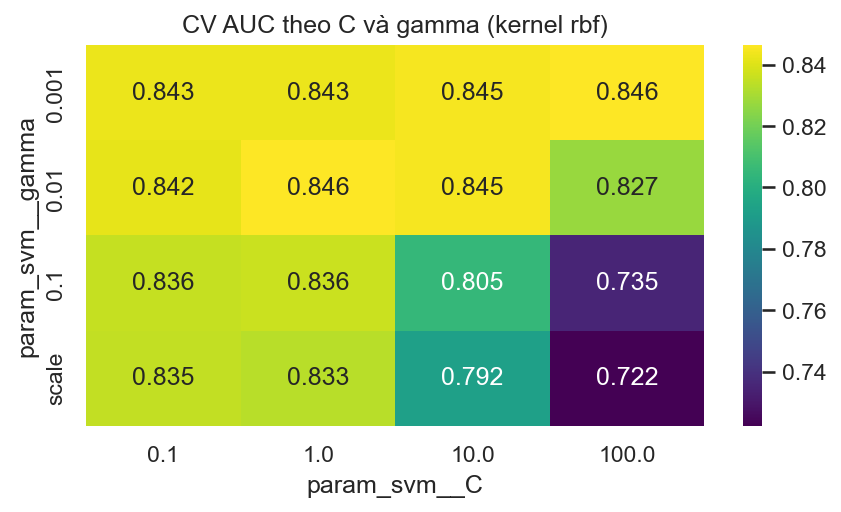 CV AUC theo C và gamma (kernel rbf)
param_svm__gamma
0.001
0.843 0.843 0.845 0.846
0.01
0.842 0.846 0.845 0.827
0.1
0.836 0.836 0.805 0.735
scale
0.835 0.833 0.792 0.722
0.1 1.0 10.0 100.0
param_svm__C
0.84
0.82
0.80
0.78
0.76
0.74